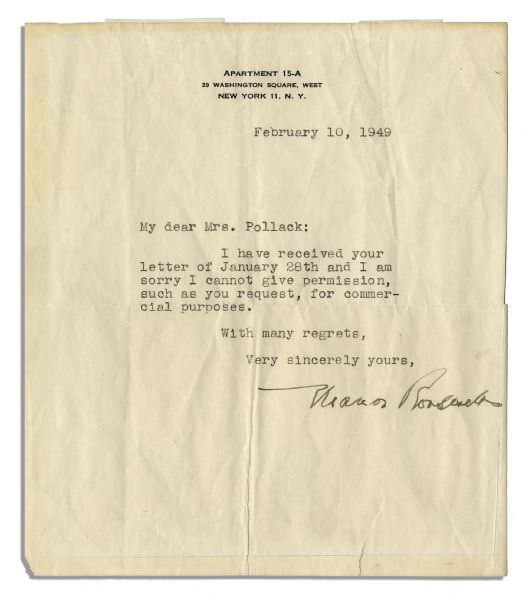 APARTMENT 15-A
29 WASHINGTON SQUARE, WEST
NEW YORK 11, N. Y.
February 10, 1949
My dear Mrs. Pollack:
I have received your
letter of January 28th and I am
sorry I cannot give permission,
such as you request, for commer-
cial purposes.
With many regrets,
Very sincerely yours,
Eleanor Roosevelt